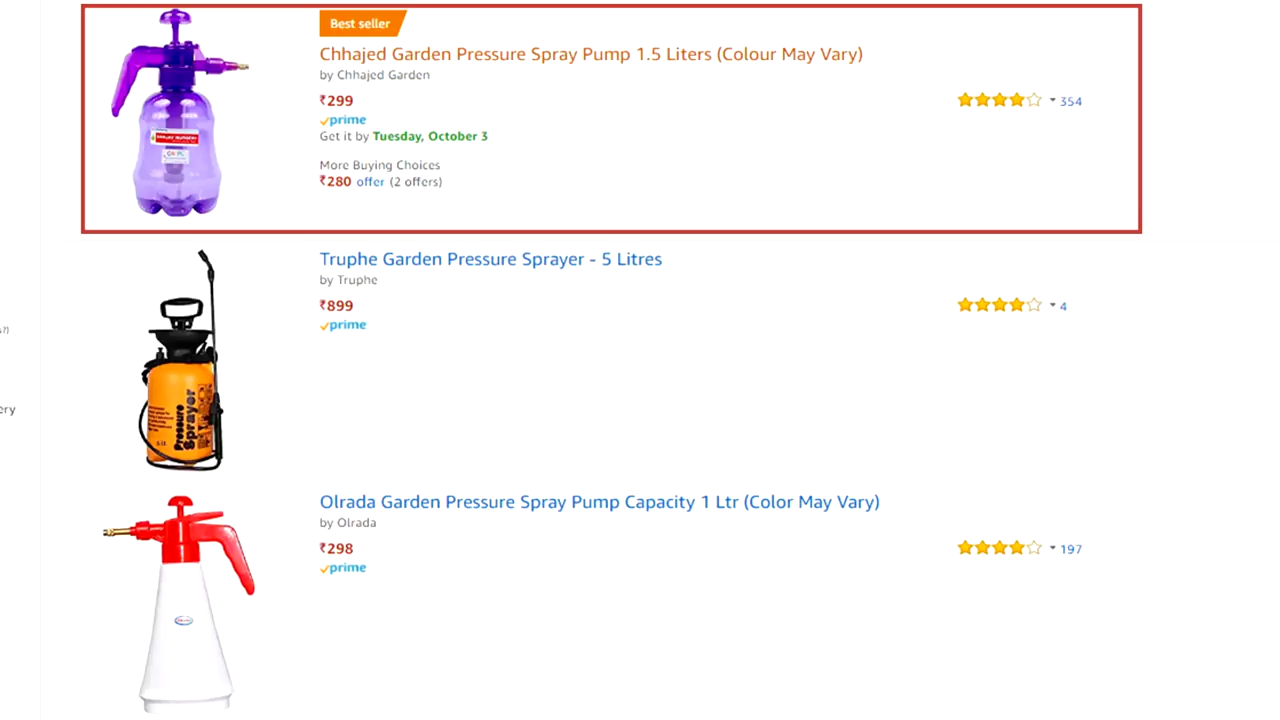 Best seller
Chhajed Garden Pressure Spray Pump 1.5 Liters (Colour May Vary)
by Chhajed Garden
₹299
354
prime
Get it by Tuesday, October 3
More Buying Choices
₹280 offer (2 offers)
Truphe Garden Pressure Sprayer - 5 Litres
by Truphe
₹899
4
prime
ery
Pressure
Sprayer
Olrada Garden Pressure Spray Pump Capacity 1 Ltr (Color May Vary)
by Olrada
₹298
197
prime